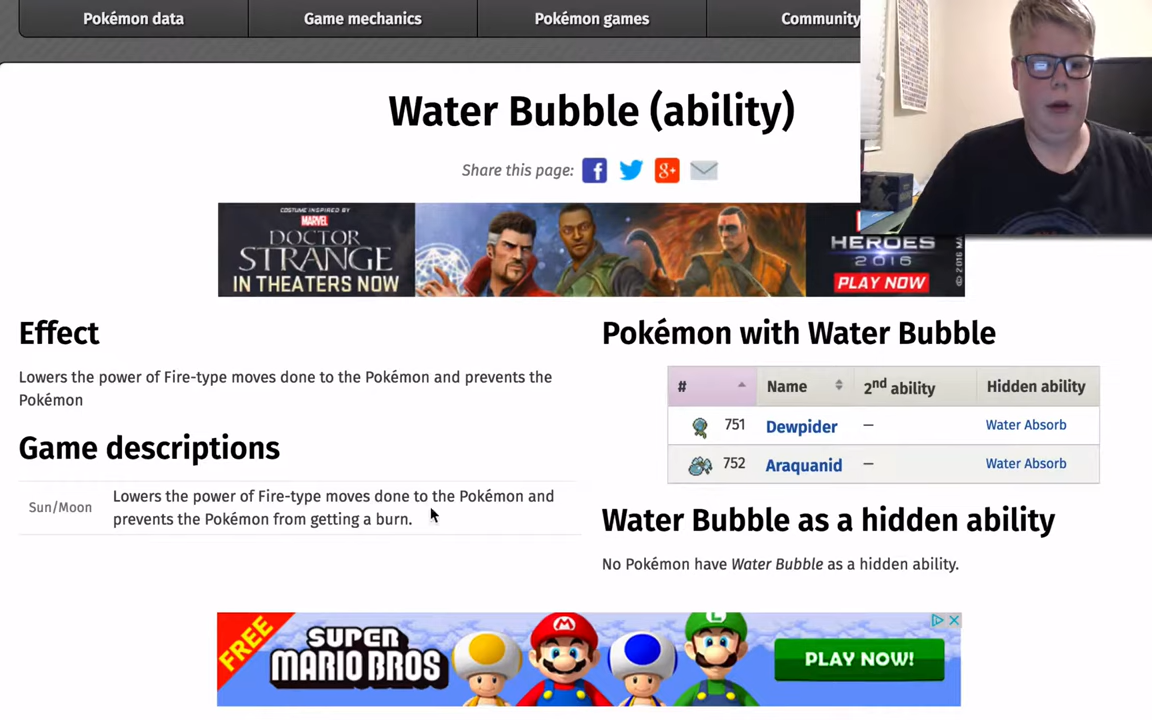 Pokémon data
Game mechanics
Pokémon games
Community
Water Bubble (ability)
Share this page:
f
g+
COSTUME INSPIRED BY
MARVEL
DOCTOR
STRANGE
IN THEATERS NOW
HEROES
2016
PLAY NOW
Effect
Lowers the power of Fire-type moves done to the Pokémon and prevents the
Pokémon
Game descriptions
Sun/Moon
Lowers the power of Fire-type moves done to the Pokémon and
prevents the Pokémon from getting a burn.
Pokémon with Water Bubble
# Name 2nd ability Hidden ability
751 Dewpider — Water Absorb
752 Araquanid — Water Absorb
Water Bubble as a hidden ability
No Pokémon have Water Bubble as a hidden ability.
FREE
SUPER
MARIO BROS
M
L
PLAY NOW!